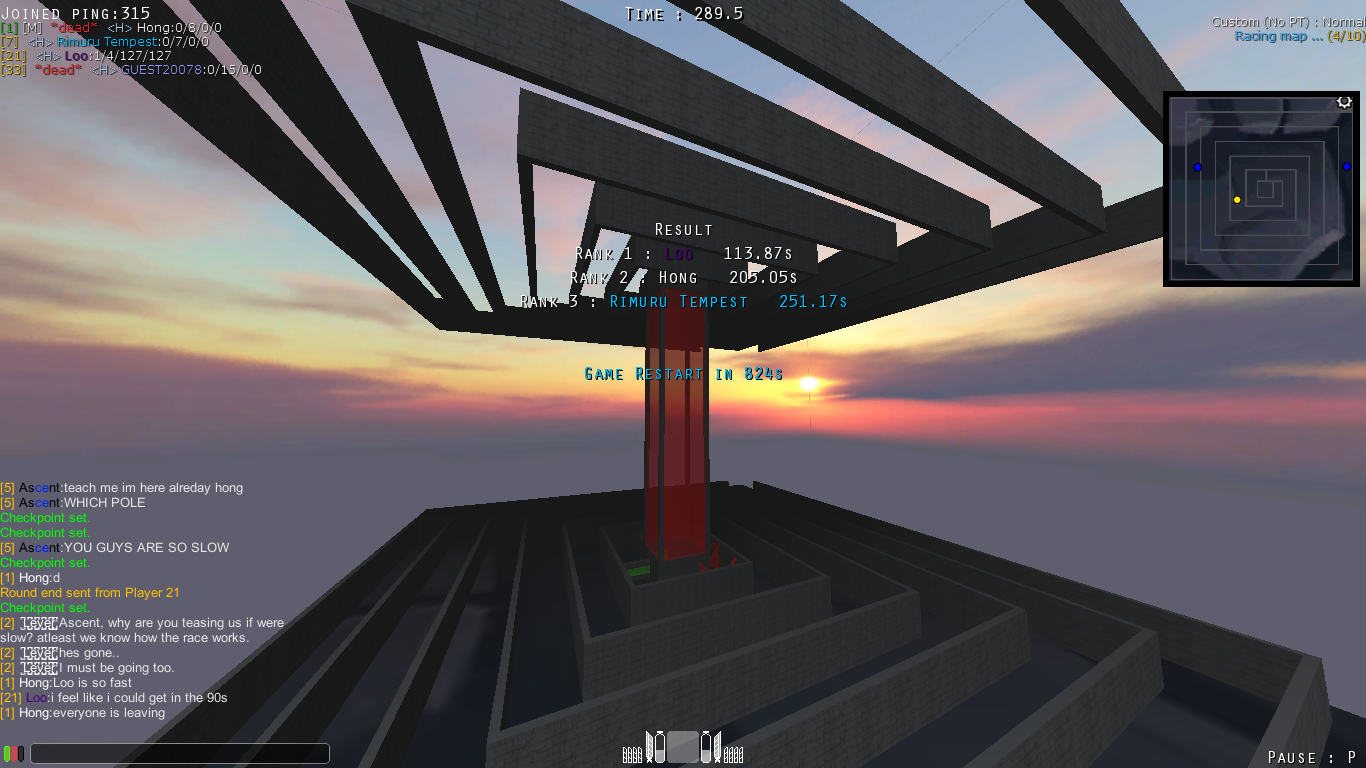 Joined ping:315
[1] [M] *dead* <H> Hong:0/8/0/0
[7] <H> Rimuru Tempest:0/7/0/0
[21] <H> Loo:1/4/127/127
[33] *dead* <H> GUEST20078:0/15/0/0
Time : 289.5
Custom (No PT) : Normal
Racing map ... (4/10)
Result
Rank 1 : Loo 113.87s
Rank 2 : Hong 205.05s
Rank 3 : Rimuru Tempest 251.17s
Game Restart in 824s
[5] Ascent:teach me im here alreday hong
[5] Ascent:WHICH POLE
Checkpoint set.
Checkpoint set.
[5] Ascent:YOU GUYS ARE SO SLOW
Checkpoint set.
[1] Hong:d
Round end sent from Player 21
Checkpoint set.
[2] Ascent, why are you teasing us if were
slow? atleast we know how the race works.
[2] hes gone..
[2] I must be going too.
[1] Hong:Loo is so fast
[21] Loo:i feel like i could get in the 90s
[1] Hong:everyone is leaving
Pause : P